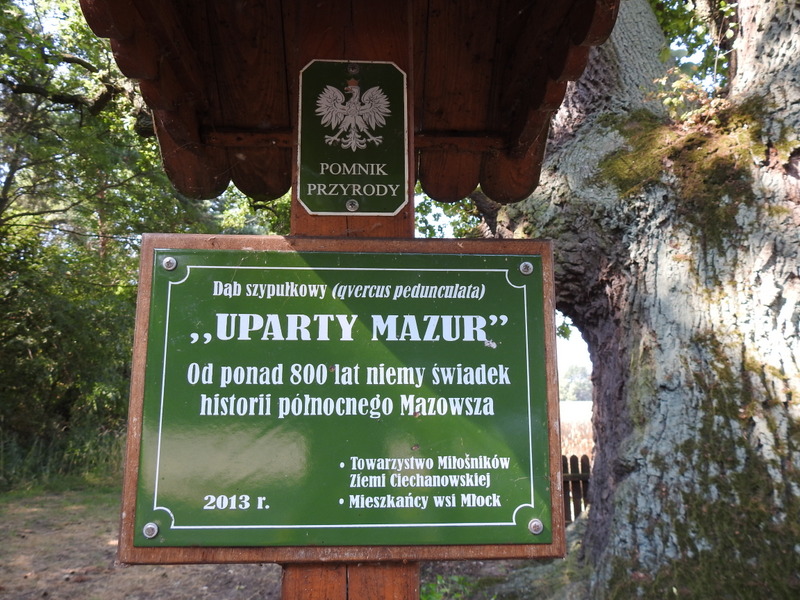 POMNIK
PRZYRODY
Dąb szypułkowy (qvercus pedunculata)
„UPARTY MAZUR”
Od ponad 800 lat niemy świadek
historii północnego Mazowsza
• Towarzystwo Miłośników
Ziemi Ciechanowskiej
2013 r.
• Mieszkańcy wsi Młock